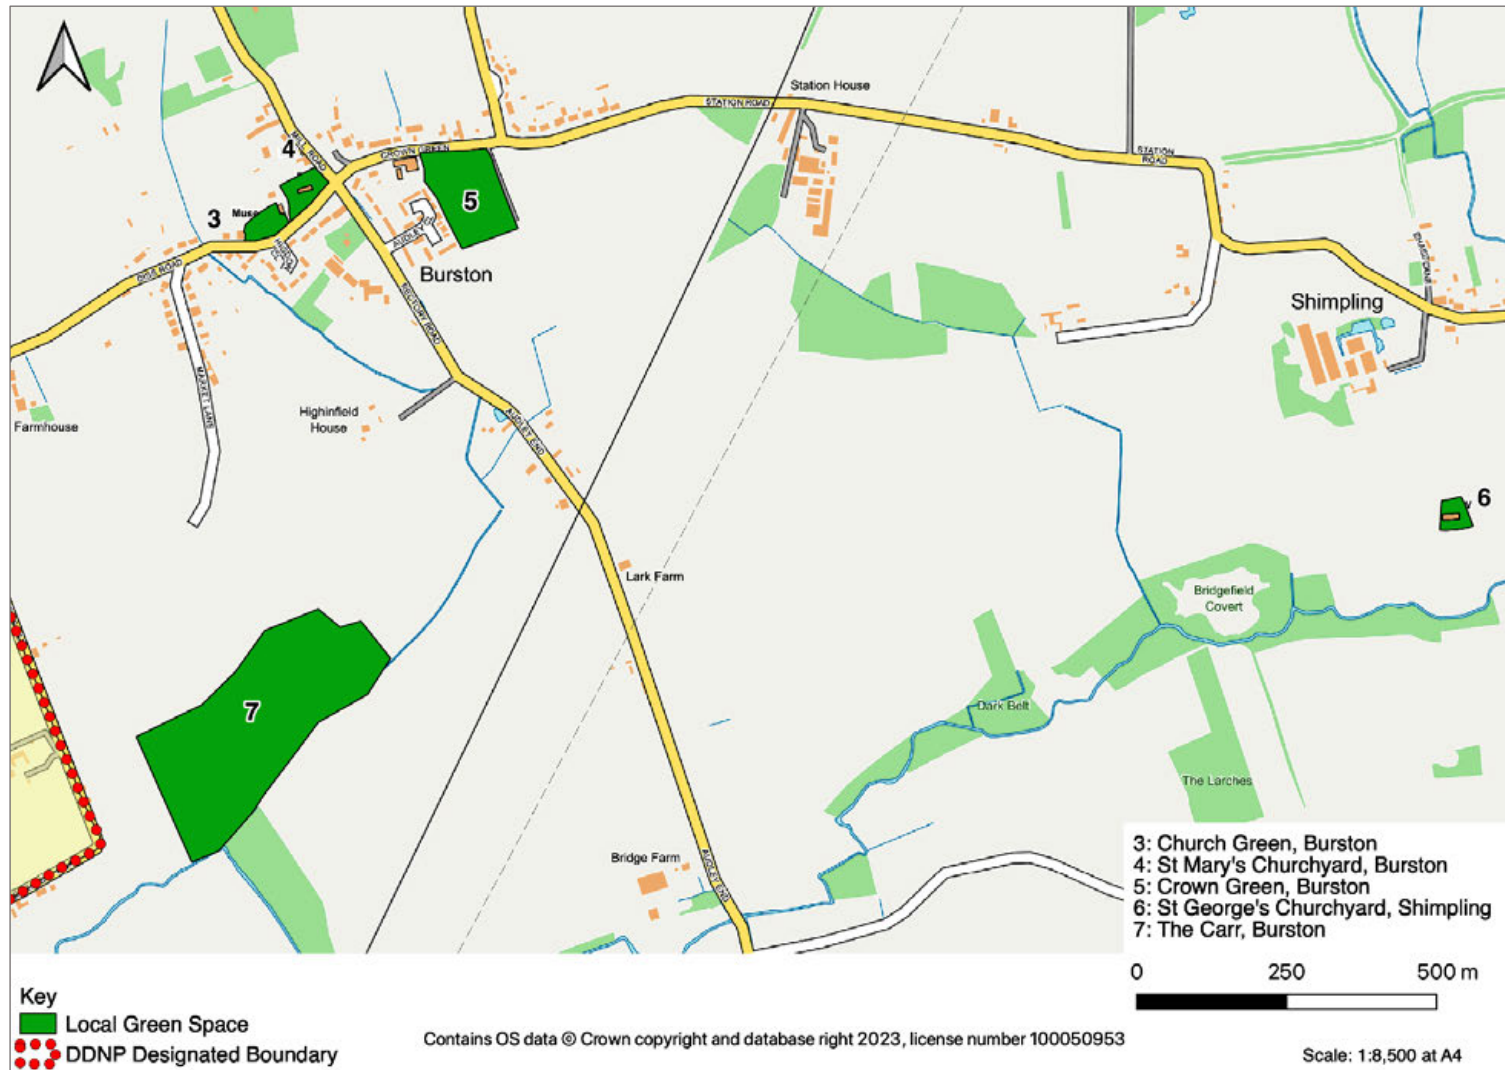 Station House
STATION ROAD
MILL ROAD
4
CROWN GREEN
STATION
ROAD
5
3
Muse
AUDLEY
DISS ROAD
Burston
RECTORY ROAD
Shimpling
MARKET LANE
Highinfield
House
Farmhouse
AUDLEY END
6
Lark Farm
Bridgefield
Covert
7
Dark Belt
The Larches
Bridge Farm
AUDLEY END
3: Church Green, Burston
4: St Mary's Churchyard, Burston
5: Crown Green, Burston
6: St George's Churchyard, Shimpling
7: The Carr, Burston
0 250 500 m
Key
Local Green Space
DDNP Designated Boundary
Contains OS data © Crown copyright and database right 2023, license number 100050953
Scale: 1:8,500 at A4